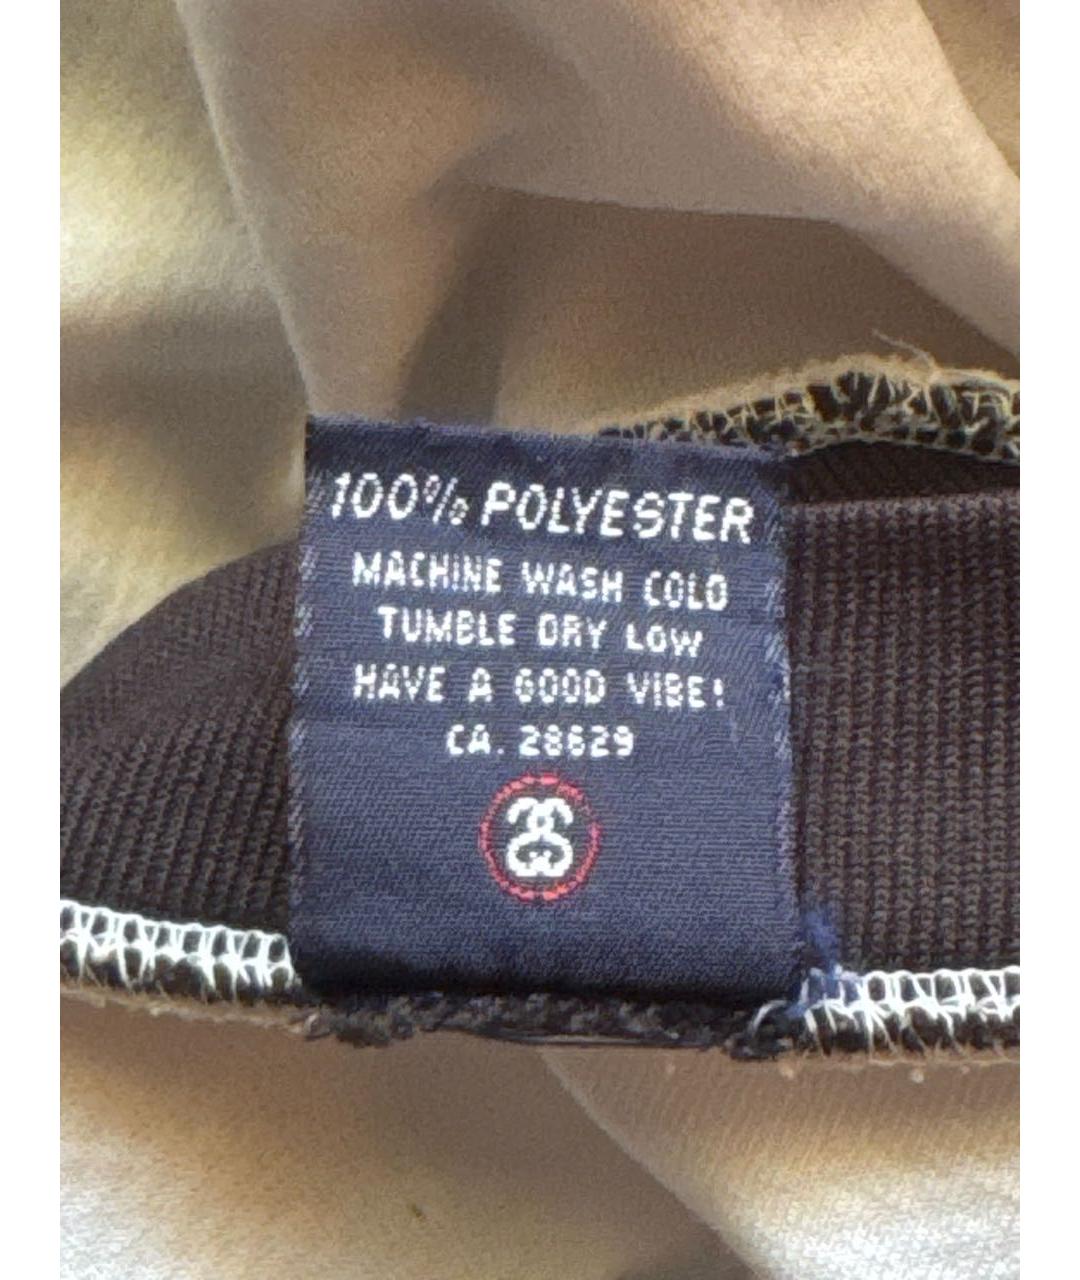 100% POLYESTER
MACHINE WASH COLD
TUMBLE DRY LOW
HAVE A GOOD VIBE!
CA. 28629